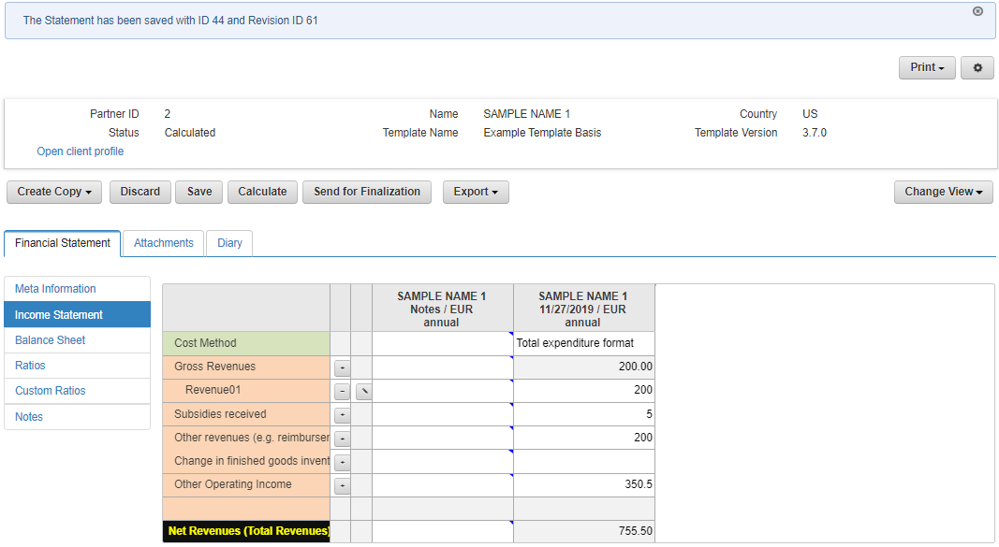 The Statement has been saved with ID 44 and Revision ID 61
Print
Partner ID 2 Name SAMPLE NAME 1 Country US
Status Calculated Template Name Example Template Basis Template Version 3.7.0
Open client profile
Create Copy Discard Save Calculate Send for Finalization Export Change View
Financial Statement Attachments Diary
Meta Information
Income Statement
Balance Sheet
Ratios
Custom Ratios
Notes
SAMPLE NAME 1 SAMPLE NAME 1
Notes / EUR 11/27/2019 / EUR
annual annual
Cost Method Total expenditure format
Gross Revenues - 200.00
Revenue01 - 200
Subsidies received - 5
Other revenues (e.g. reimburser - 200
Change in finished goods invent -
Other Operating Income - 350.5
Net Revenues (Total Revenues) 755.50